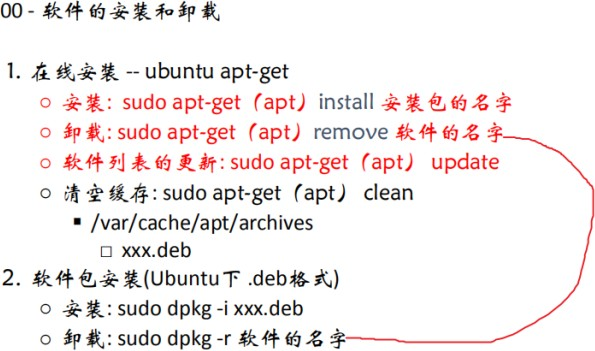 00 - 软件的安装和卸载
1. 在线安装 -- ubuntu apt-get
安装: sudo apt-get（apt）install 安装包的名字
卸载: sudo apt-get（apt）remove 软件的名字
软件列表的更新: sudo apt-get（apt） update
清空缓存: sudo apt-get（apt） clean
/var/cache/apt/archives
xxx.deb
2. 软件包安装(Ubuntu下 .deb格式)
安装: sudo dpkg -i xxx.deb
卸载: sudo dpkg -r 软件的名字